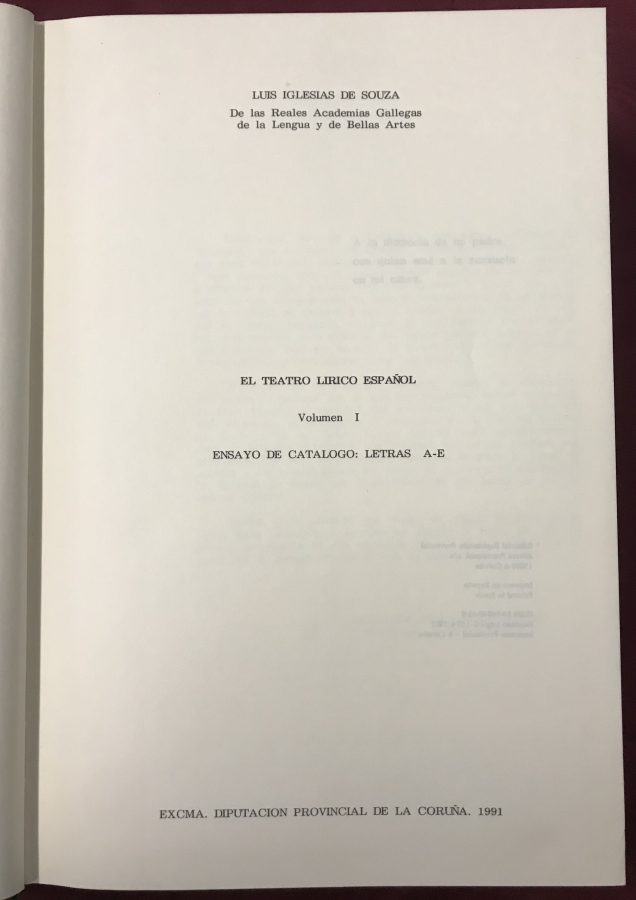 LUIS IGLESIAS DE SOUZA
De las Reales Academias Gallegas
de la Lengua y de Bellas Artes
EL TEATRO LIRICO ESPAÑOL
Volumen I
ENSAYO DE CATALOGO: LETRAS A-E
EXCMA. DIPUTACION PROVINCIAL DE LA CORUÑA. 1991